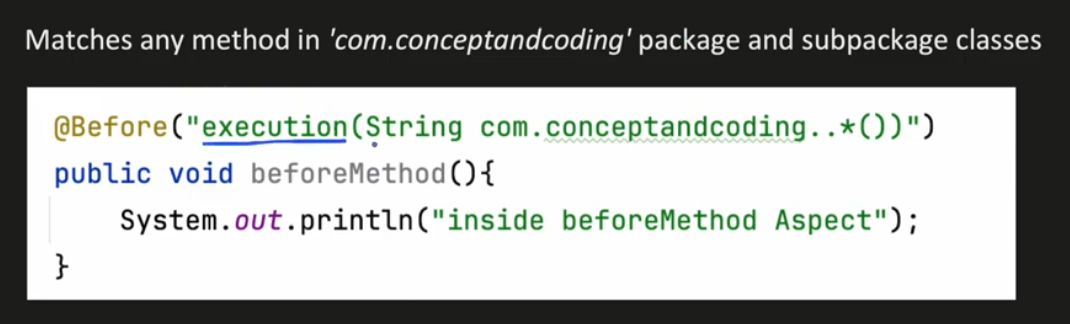 Matches any method in 'com.conceptandcoding' package and subpackage classes
@Before("execution(String com.conceptandcoding..*())")
public void beforeMethod(){
System.out.println("inside beforeMethod Aspect");
}